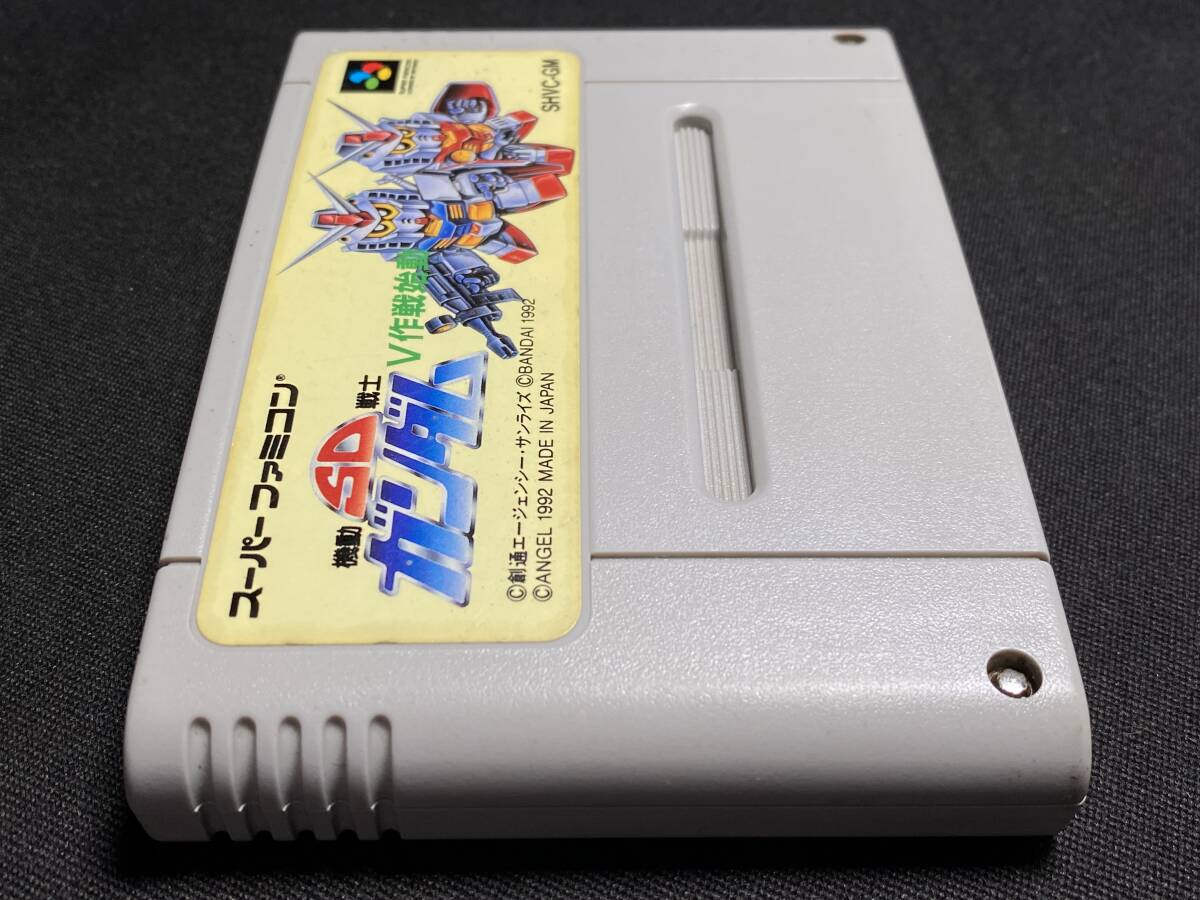 スーパーファミコン®
機動
SD
戦士
ガンダム
V作戦始動
©創通エージェンシー・サンライズ ©BANDAI 1992
©ANGEL 1992 MADE IN JAPAN
SHVC-GM